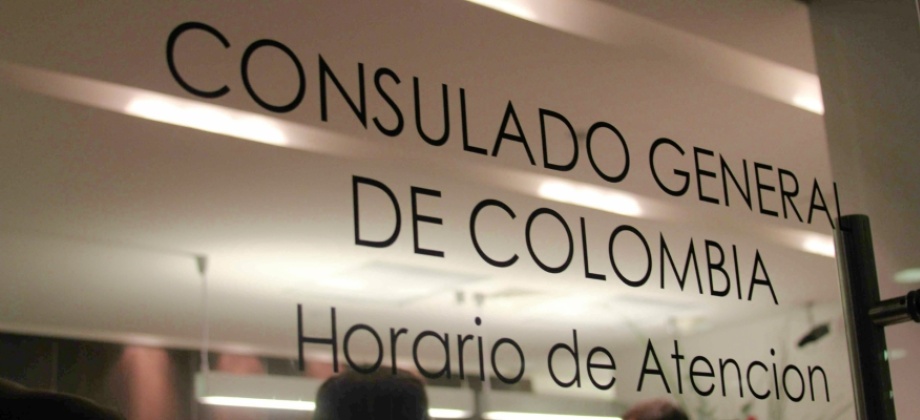 CONSULADO GENERAL
DE COLOMBIA
Horario de Atencion